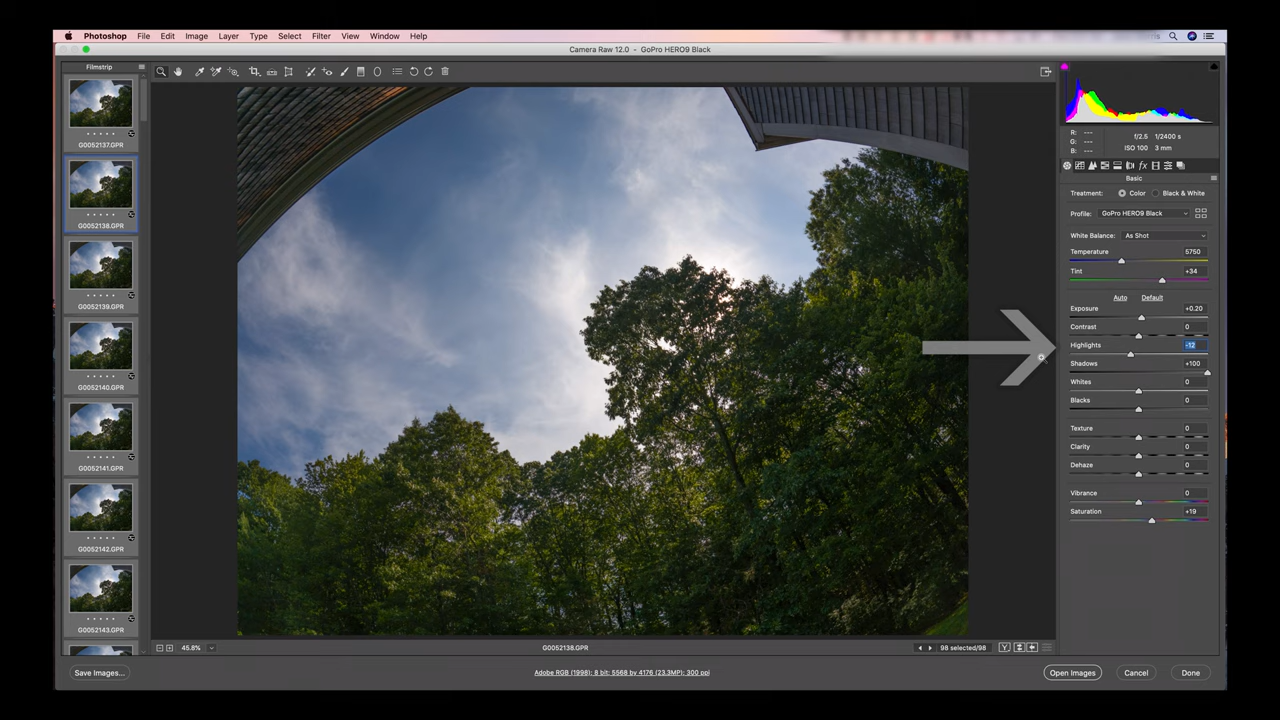 Photoshop File Edit Image Layer Type Select Filter View Window Help
Camera Raw 12.0 - GoPro HERO9 Black
Filmstrip
G0052137.GPR
G0052138.GPR
G0052139.GPR
G0052140.GPR
G0052141.GPR
G0052142.GPR
G0052143.GPR
45.8%
G0052138.GPR
98 selected/98
R: ---
G: ---
B: ---
f/2.5 1/2400 s
ISO 100 3 mm
fx
Basic
Treatment: Color Black & White
Profile: GoPro HERO9 Black
White Balance: As Shot
Temperature 5750
Tint +34
Auto Default
Exposure +0.20
Contrast 0
Highlights -12
Shadows +100
Whites 0
Blacks 0
Texture 0
Clarity 0
Dehaze 0
Vibrance 0
Saturation +19
Y
Save Images...
Adobe RGB (1998); 8 bit; 5568 by 4176 (23.3MP); 300 ppi
Open Images Cancel Done